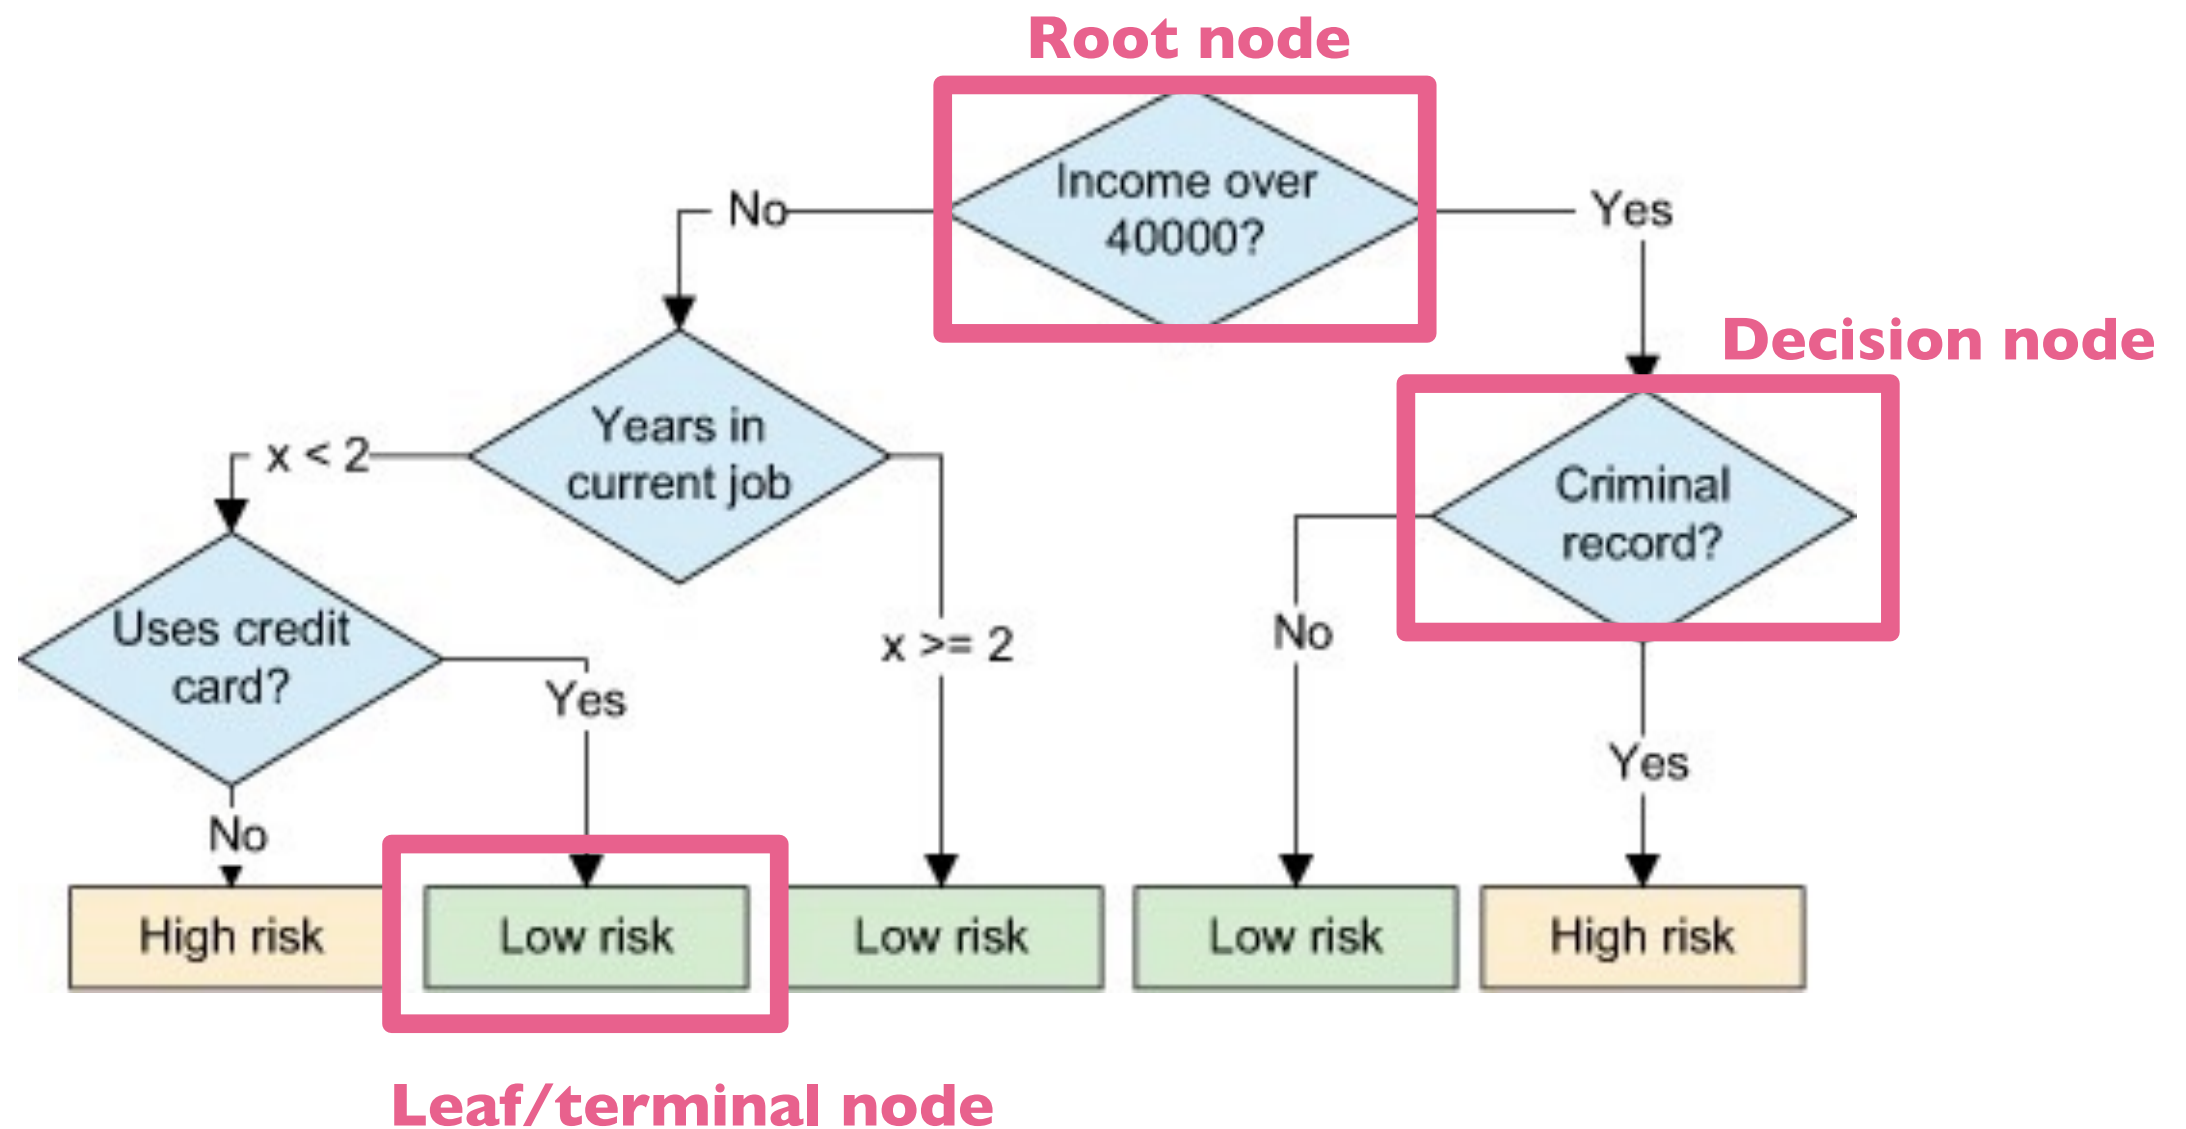 Root node
Income over
40000?
No
Yes
Decision node
Years in
current job
x < 2
Criminal
record?
Uses credit
card?
x >= 2
No
Yes
Yes
No
High risk
Low risk
Low risk
Low risk
High risk
Leaf/terminal node